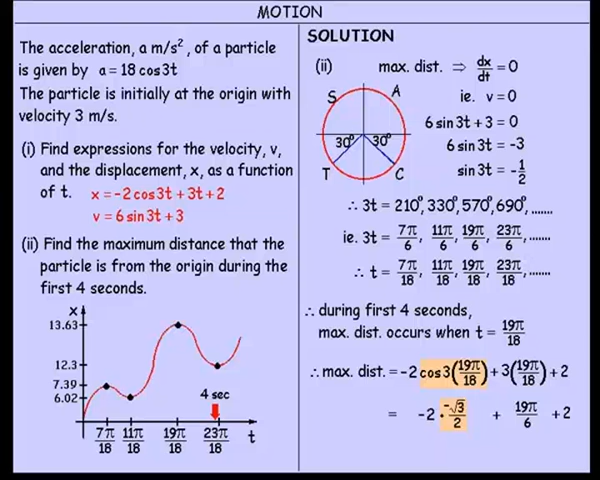 MOTION
The acceleration, a m/s², of a particle
is given by a = 18 cos 3t
The particle is initially at the origin with
velocity 3 m/s.
(i) Find expressions for the velocity, v,
and the displacement, x, as a function
of t. x = -2 cos 3t + 3t + 2
v = 6 sin 3t + 3
(ii) Find the maximum distance that the
particle is from the origin during the
first 4 seconds.
x
13.63
12.3
7.39
6.02
4 sec
7π/18 11π/18 19π/18 23π/18 t
SOLUTION
(ii) max. dist. ⇒ dx/dt = 0
ie. v = 0
6 sin 3t + 3 = 0
6 sin 3t = -3
sin 3t = -1/2
S A
30° 30°
T C
∴ 3t = 210°, 330°, 570°, 690°, .......
ie. 3t = 7π/6, 11π/6, 19π/6, 23π/6, .......
∴ t = 7π/18, 11π/18, 19π/18, 23π/18, .......
∴ during first 4 seconds,
max. dist. occurs when t = 19π/18
∴ max. dist. = -2 cos 3(19π/18) + 3(19π/18) + 2
= -2 · -√3/2 + 19π/6 + 2